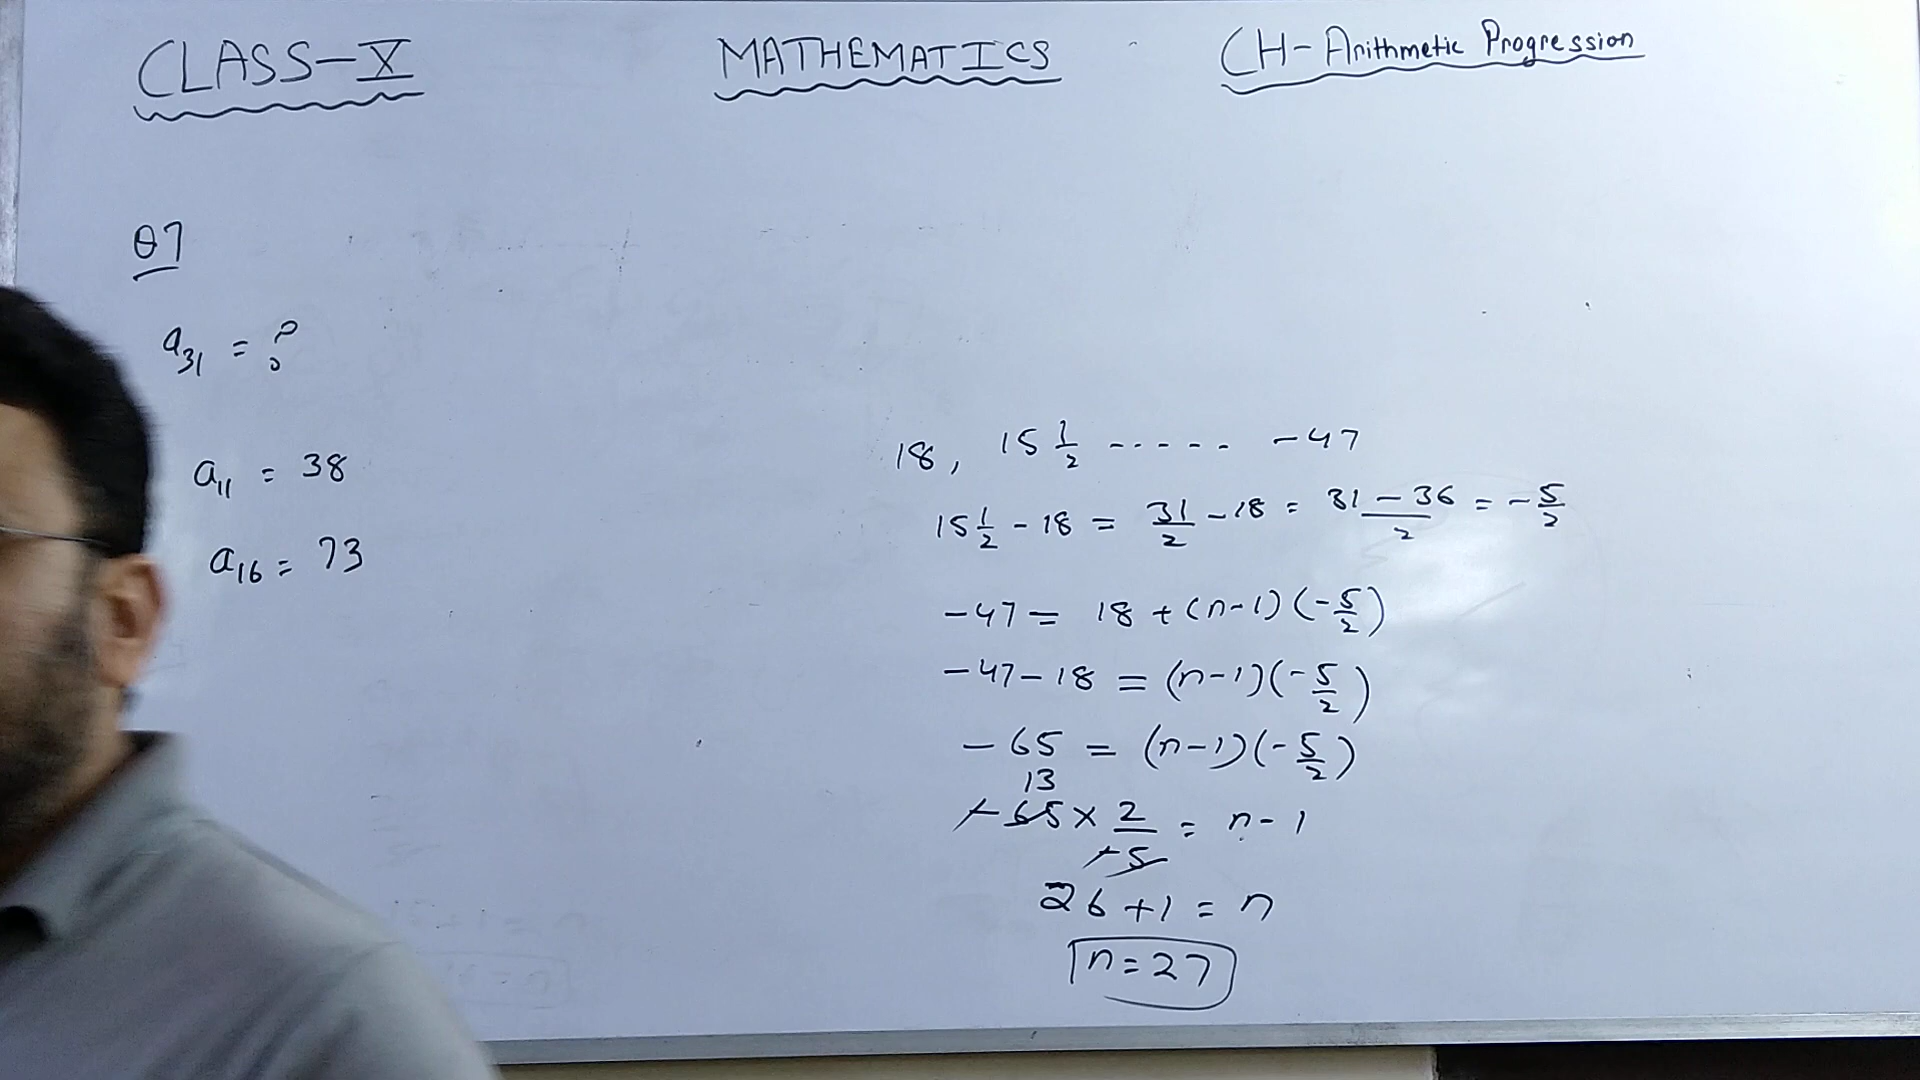 CLASS-X
MATHEMATICS
CH-Arithmetic Progression
Q7
a₃₁ = ?
a₁₁ = 38
a₁₆ = 73
18, 15 1/2 ----- -47
15 1/2 - 18 = 31/2 - 18 = (31 - 36)/2 = -5/2
-47 = 18 + (n-1)(-5/2)
-47-18 = (n-1)(-5/2)
-65 = (n-1)(-5/2)
13
-65 × 2/-5 = n-1
26+1 = n
n=27